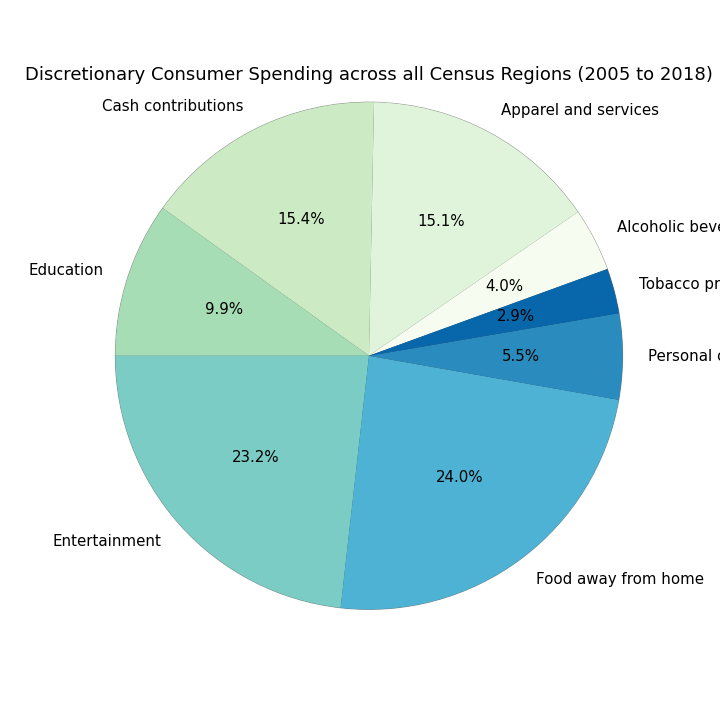 Discretionary Consumer Spending across all Census Regions (2005 to 2018)
Cash contributions
Apparel and services
15.4%
15.1%
Alcoholic
4.0%
Tobacco
2.9%
Education
9.9%
Personal
5.5%
23.2%
24.0%
Entertainment
Food away from home